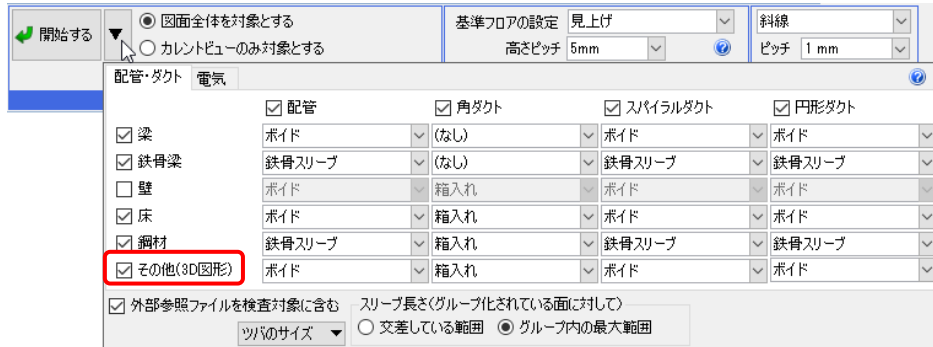 開始する ▼ 図面全体を対象とする 基準フロアの設定 見上げ 斜線
カレントビューのみ対象とする 高さピッチ 5mm ピッチ 1 mm
配管・ダクト 電気
配管 角ダクト スパイラルダクト 円形ダクト
梁 ボイド (なし) ボイド ボイド
鉄骨梁 鉄骨スリーブ (なし) 鉄骨スリーブ 鉄骨スリーブ
壁 ボイド 箱入れ ボイド ボイド
床 ボイド 箱入れ ボイド ボイド
鋼材 鉄骨スリーブ 箱入れ 鉄骨スリーブ 鉄骨スリーブ
その他(3D図形) ボイド 箱入れ ボイド ボイド
外部参照ファイルを検査対象に含む スリーブ長さ(グループ化されている面に対して)
ツバのサイズ ▼ 交差している範囲 グループ内の最大範囲